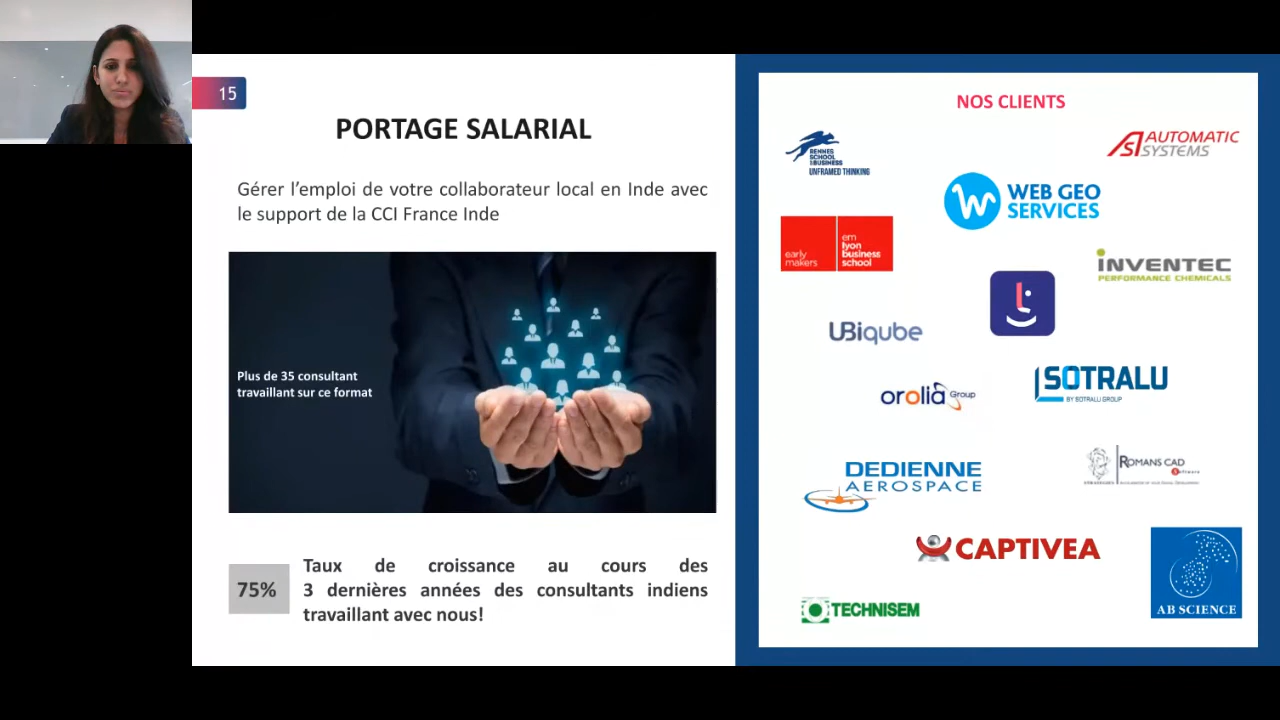 15
PORTAGE SALARIAL
Gérer l'emploi de votre collaborateur local en Inde avec
le support de la CCI France Inde
Plus de 35 consultant
travaillant sur ce format
75%
Taux de croissance au cours des
3 dernières années des consultants indiens
travaillant avec nous!
NOS CLIENTS
RENNES
SCHOOL
OF BUSINESS
UNFRAMED THINKING
AUTOMATIC
SYSTEMS
WEB GEO
SERVICES
early
makers
em
lyon
business
school
INVENTEC
PERFORMANCE CHEMICALS
UBiqube
orolia Group
SOTRALU
BY SOTRALU GROUP
DEDIENNE
AEROSPACE
ROMANS CAD
Software
CAPTIVEA
AB SCIENCE
TECHNISEM